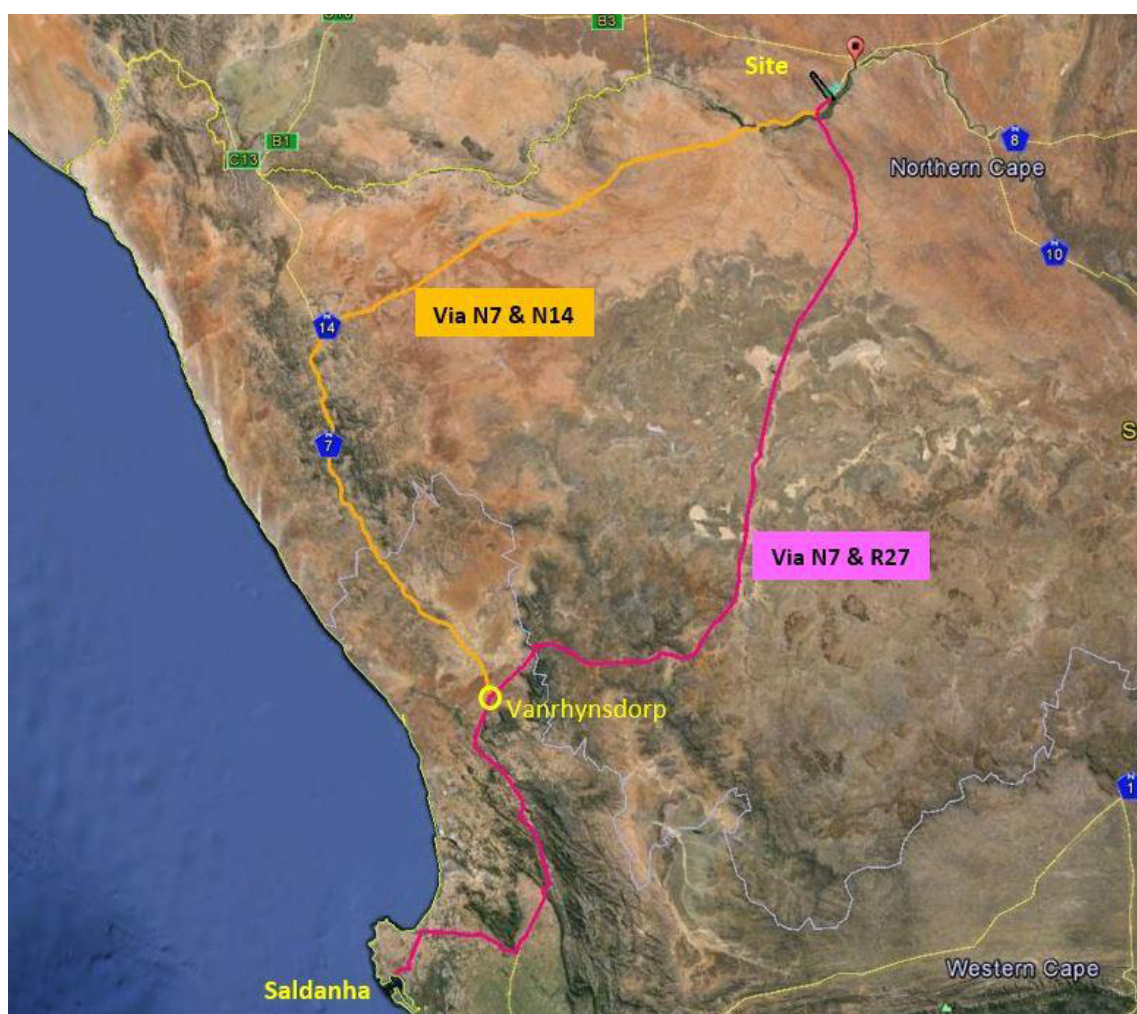 B3
Site
B1
C13
8
Northern Cape
10
Via N7 & N14
14
7
S
Via N7 & R27
Vanrhynsdorp
1
Western Cape
Saldanha